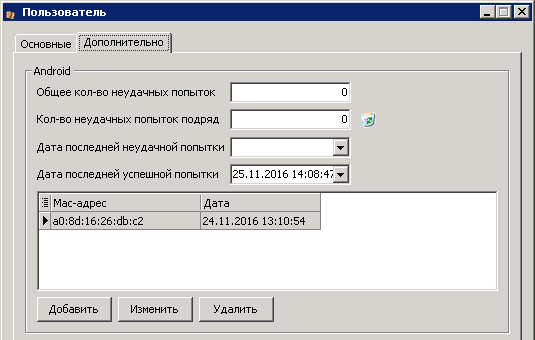 Пользователь
Основные Дополнительно
Android
Общее кол-во неудачных попыток 0
Кол-во неудачных попыток подряд 0
Дата последней неудачной попытки
Дата последней успешной попытки 25.11.2016 14:08:47
Мас-адрес Дата
a0:8d:16:26:db:c2 24.11.2016 13:10:54
Добавить Изменить Удалить